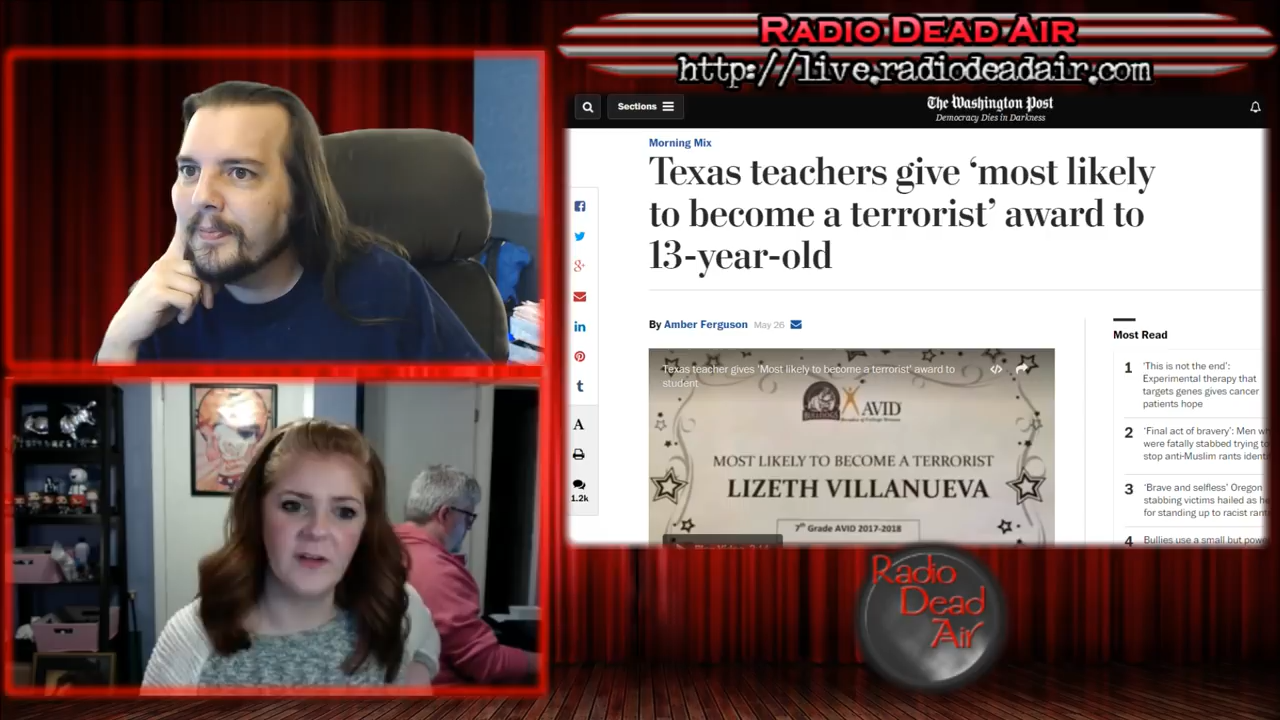 Radio Dead Air
http://live.radiodeadair.com
Sections
The Washington Post
Democracy Dies in Darkness
Morning Mix
Texas teachers give ‘most likely
to become a terrorist’ award to
13-year-old
By Amber Ferguson May 26
Most Read
Texas teacher gives 'Most likely to become a terrorist' award to
student
AVID
MOST LIKELY TO BECOME A TERRORIST
LIZETH VILLANUEVA
7th Grade AVID 2017-2018
A
1.2k
1 ‘This is not the end’:
Experimental therapy that
targets genes gives cancer
patients hope
2 ‘Final act of bravery’: Men
were fatally stabbed trying to
stop anti-Muslim rants
3 ‘Brave and selfless’ Oregon
stabbing victims hailed as
for standing up to racist
4 Bullies use a small but
Radio
Dead
Air